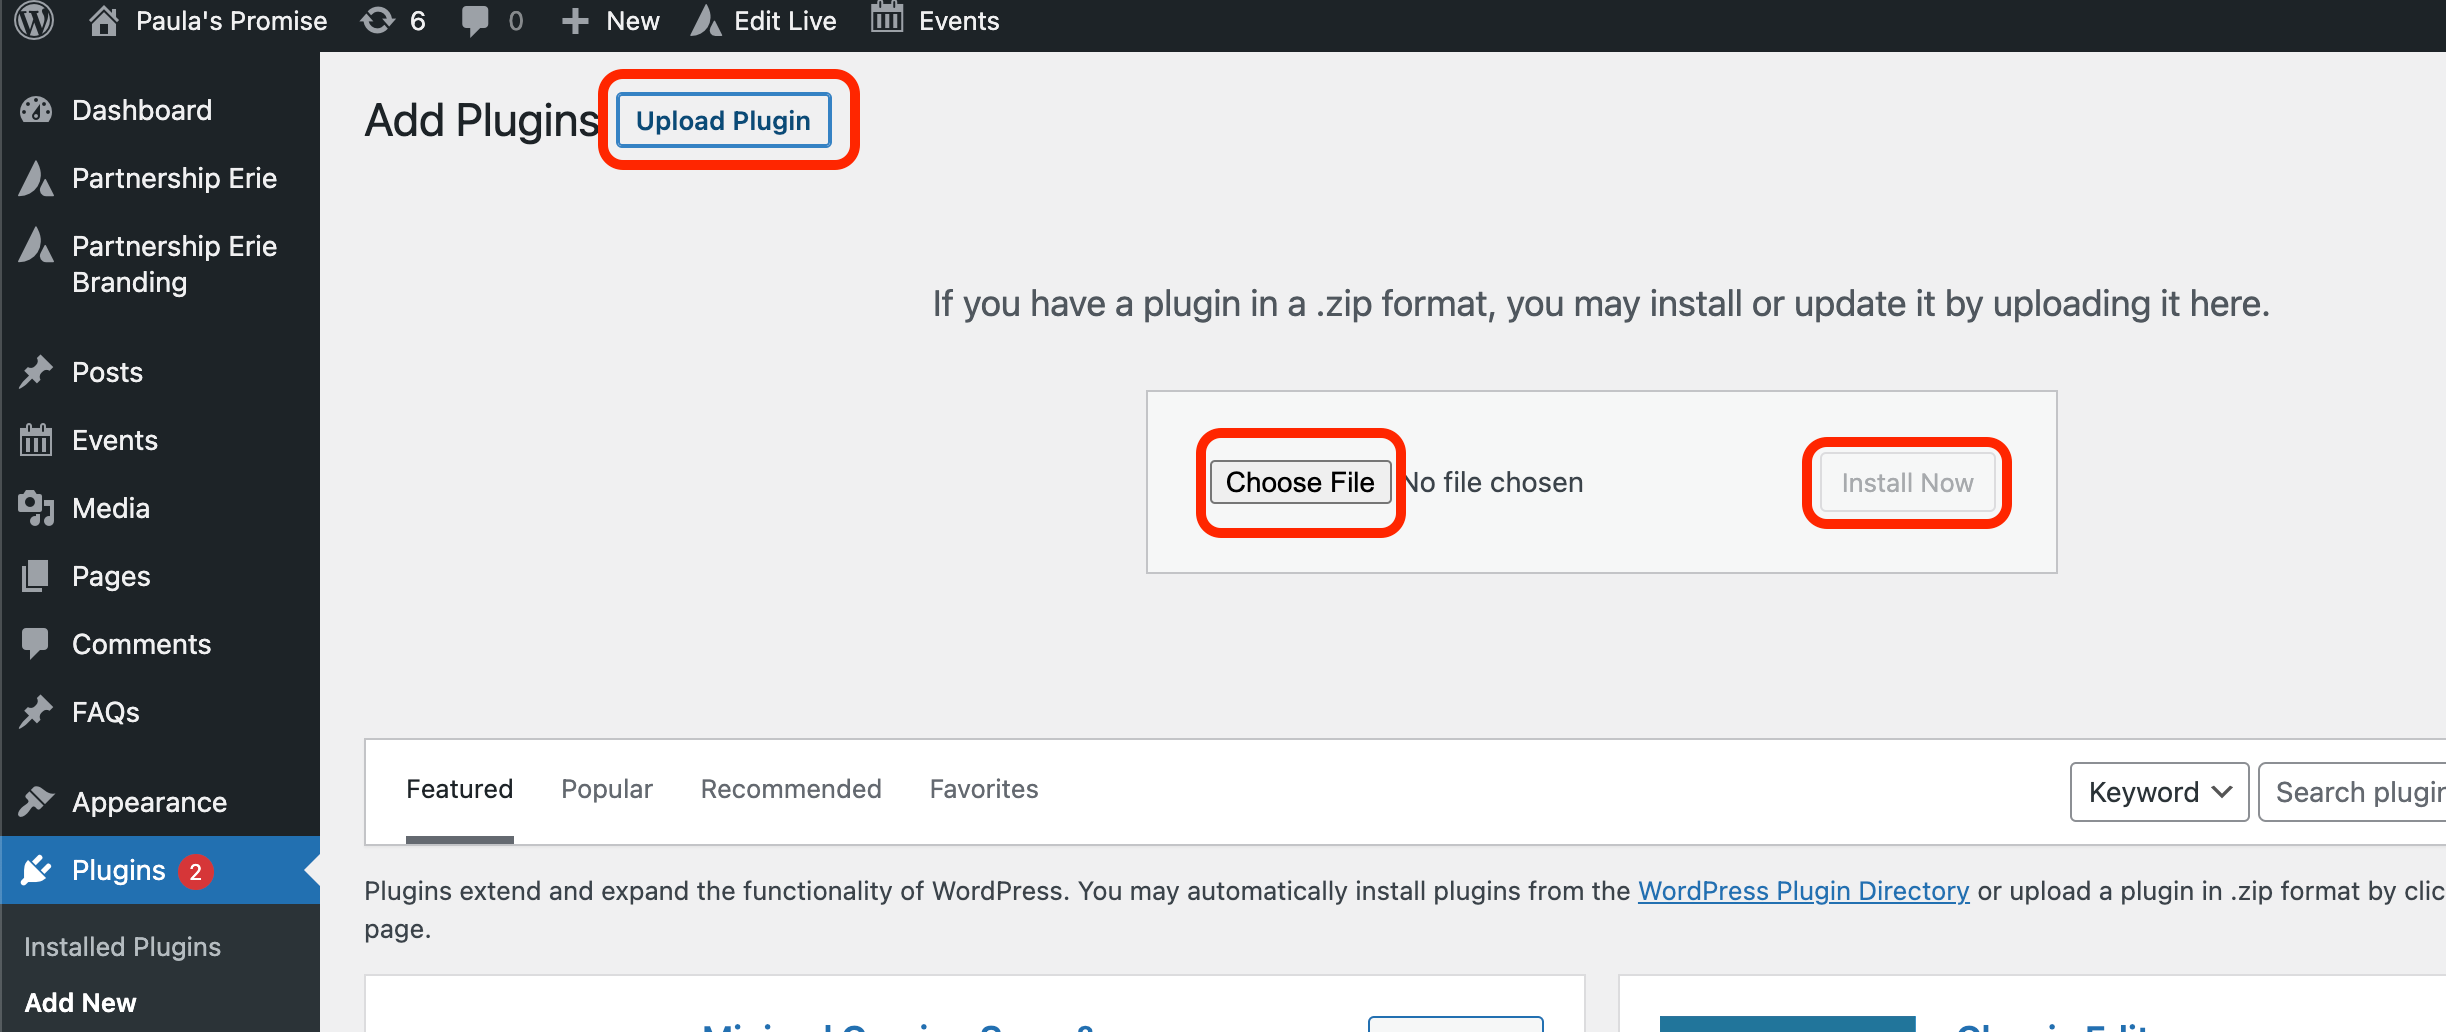 Paula's Promise 6 0 New Edit Live Events
Dashboard
Partnership Erie
Partnership Erie
Branding
Posts
Events
Media
Pages
Comments
FAQs
Appearance
Plugins 2
Installed Plugins
Add New
Add Plugins Upload Plugin
If you have a plugin in a .zip format, you may install or update it by uploading it here.
Choose File No file chosen Install Now
Featured Popular Recommended Favorites Keyword Search plugin
Plugins extend and expand the functionality of WordPress. You may automatically install plugins from the WordPress Plugin Directory or upload a plugin in .zip format by clic
page.